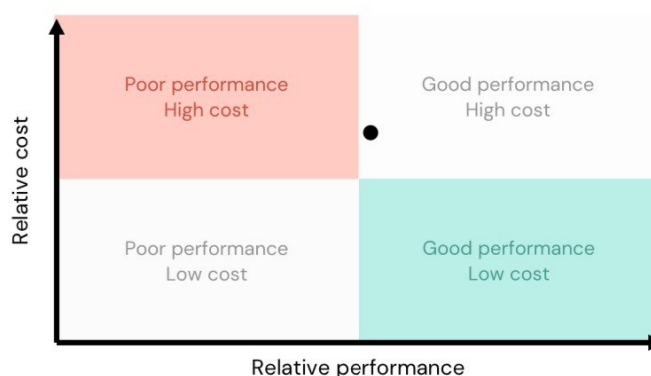 Poor performance
High cost
Good performance
High cost
Relative cost
Poor performance
Low cost
Good performance
Low cost
Relative performance